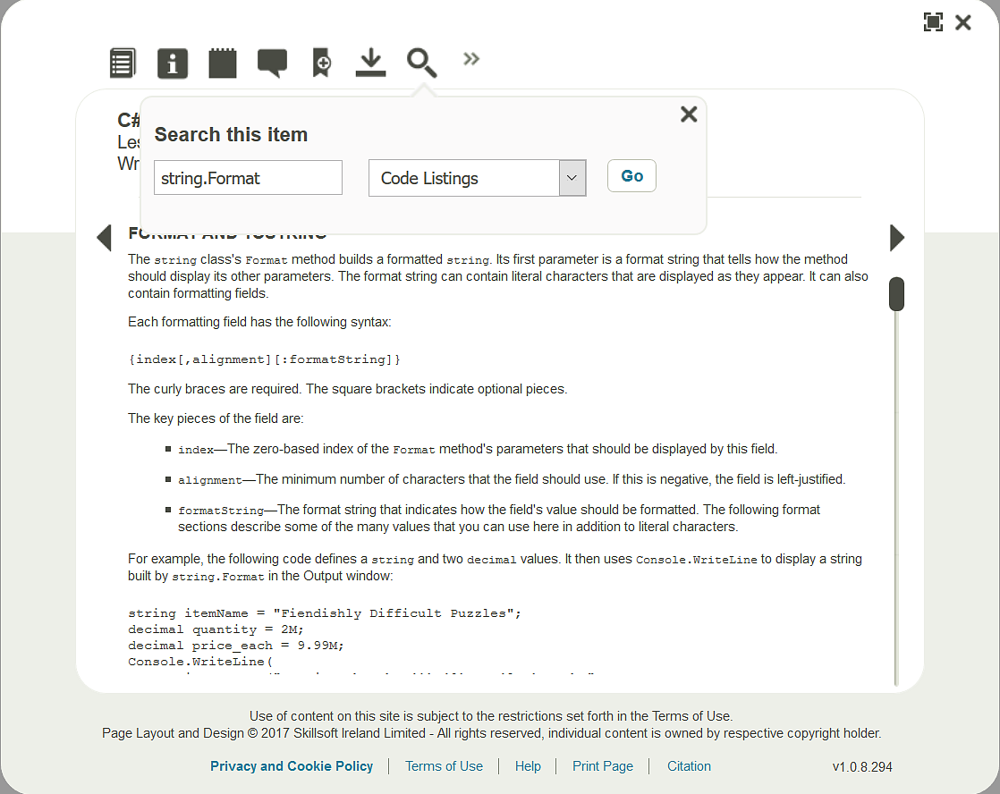 C#
Les
Wr
Search this item
string.Format
Code Listings
Go
FORMAT AND TOSTRING
The string class's Format method builds a formatted string. Its first parameter is a format string that tells how the method
should display its other parameters. The format string can contain literal characters that are displayed as they appear. It can also
contain formatting fields.
Each formatting field has the following syntax:
{index[,alignment][:formatString]}
The curly braces are required. The square brackets indicate optional pieces.
The key pieces of the field are:
index—The zero-based index of the Format method's parameters that should be displayed by this field.
alignment—The minimum number of characters that the field should use. If this is negative, the field is left-justified.
formatString—The format string that indicates how the field's value should be formatted. The following format
sections describe some of the many values that you can use here in addition to literal characters.
For example, the following code defines a string and two decimal values. It then uses Console.WriteLine to display a string
built by string.Format in the Output window:
string itemName = "Fiendishly Difficult Puzzles";
decimal quantity = 2M;
decimal price_each = 9.99M;
Console.WriteLine(
Use of content on this site is subject to the restrictions set forth in the Terms of Use.
Page Layout and Design © 2017 Skillsoft Ireland Limited - All rights reserved, individual content is owned by respective copyright holder.
Privacy and Cookie Policy | Terms of Use | Help | Print Page | Citation
v1.0.8.294